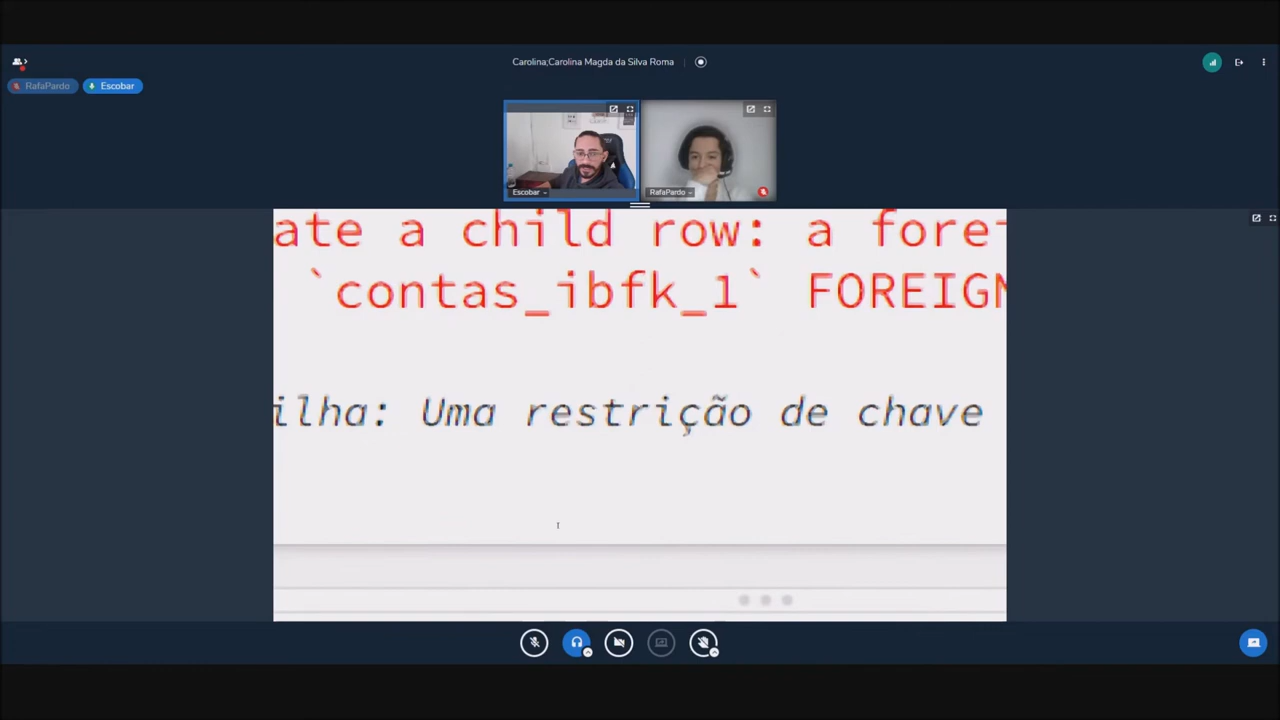 Carolina;Carolina Magda da Silva Roma
RafaPardo
Escobar
Escobar
RafaPardo
ate a child row: a forei
`contas_ibfk_1` FOREIGN
ilha: Uma restrição de chave